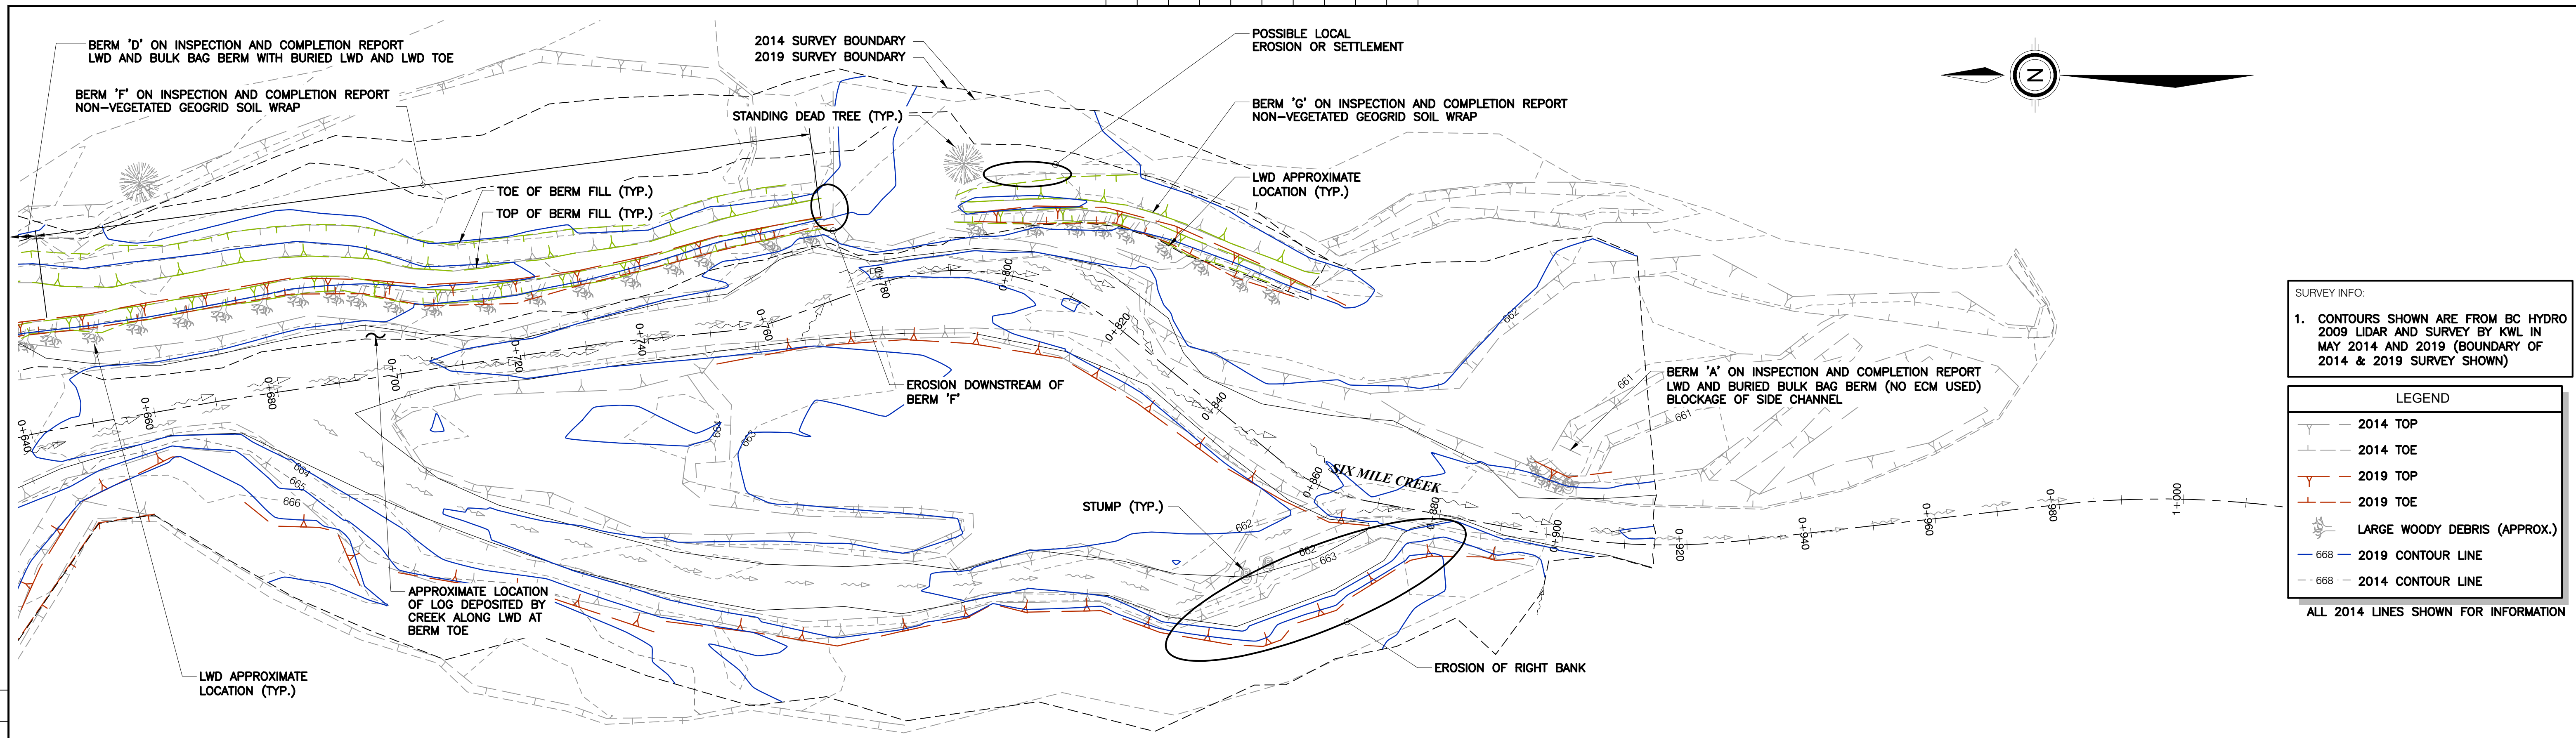 BERM 'D' ON INSPECTION AND COMPLETION REPORT
LWD AND BULK BAG BERM WITH BURIED LWD AND LWD TOE
BERM 'F' ON INSPECTION AND COMPLETION REPORT
NON-VEGETATED GEOGRID SOIL WRAP
2014 SURVEY BOUNDARY
2019 SURVEY BOUNDARY
STANDING DEAD TREE (TYP.)
POSSIBLE LOCAL
EROSION OR SETTLEMENT
BERM 'G' ON INSPECTION AND COMPLETION REPORT
NON-VEGETATED GEOGRID SOIL WRAP
LWD APPROXIMATE
LOCATION (TYP.)
N
TOE OF BERM FILL (TYP.)
TOP OF BERM FILL (TYP.)
0+640
0+660
0+680
0+700
0+720
0+740
0+760
0+780
0+800
0+820
0+840
0+860
0+880
0+900
0+920
0+940
0+960
0+980
1+000
662
661
661
664
663
664
665
666
662
662
663
EROSION DOWNSTREAM OF
BERM 'F'
BERM 'A' ON INSPECTION AND COMPLETION REPORT
LWD AND BURIED BULK BAG BERM (NO ECM USED)
BLOCKAGE OF SIDE CHANNEL
SIX MILE CREEK
STUMP (TYP.)
APPROXIMATE LOCATION
OF LOG DEPOSITED BY
CREEK ALONG LWD AT
BERM TOE
LWD APPROXIMATE
LOCATION (TYP.)
EROSION OF RIGHT BANK
SURVEY INFO:
1. CONTOURS SHOWN ARE FROM BC HYDRO
2009 LIDAR AND SURVEY BY KWL IN
MAY 2014 AND 2019 (BOUNDARY OF
2014 & 2019 SURVEY SHOWN)
LEGEND
2014 TOP
2014 TOE
2019 TOP
2019 TOE
LARGE WOODY DEBRIS (APPROX.)
668 2019 CONTOUR LINE
668 2014 CONTOUR LINE
ALL 2014 LINES SHOWN FOR INFORMATION